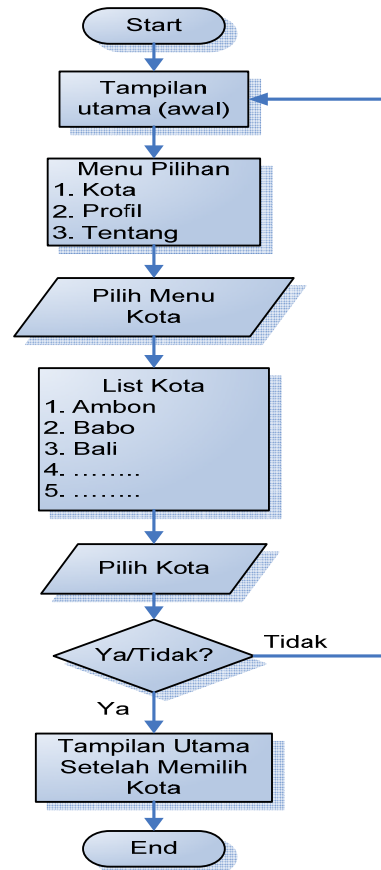 Start
Tampilan
utama (awal)
Menu Pilihan
1. Kota
2. Profil
3. Tentang
Pilih Menu
Kota
List Kota
1. Ambon
2. Babo
3. Bali
4. ........
5. ........
Pilih Kota
Ya/Tidak?
Tidak
Ya
Tampilan Utama
Setelah Memilih
Kota
End